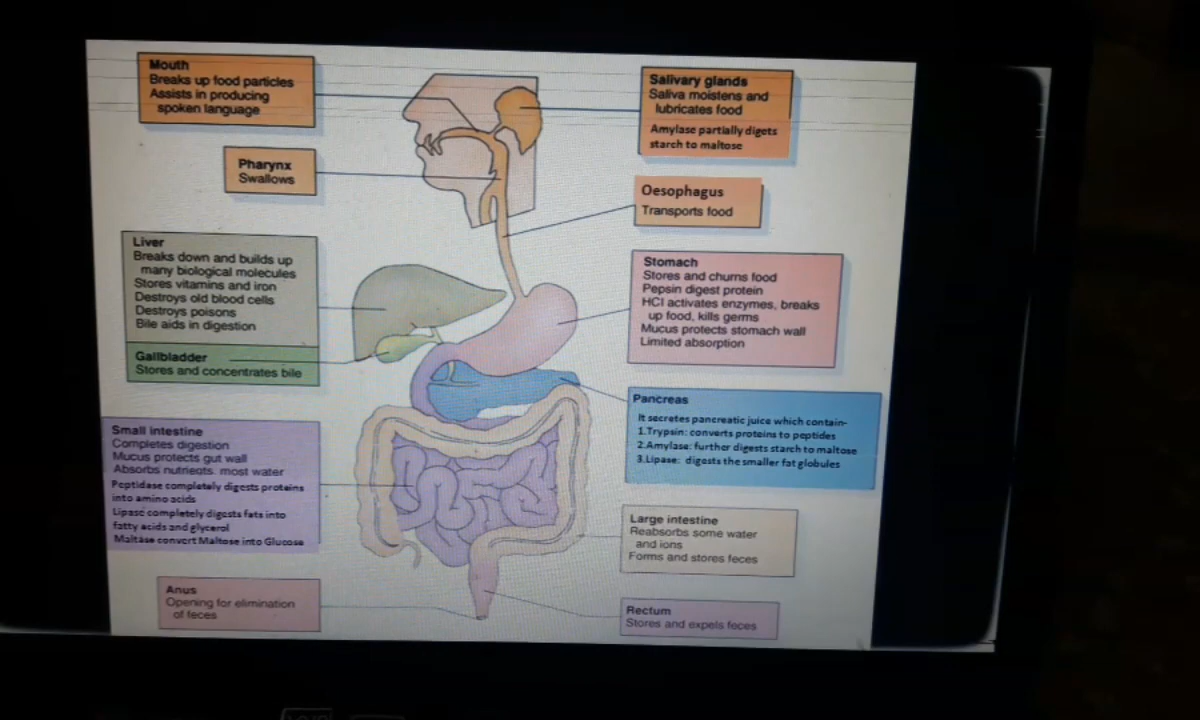 Mouth
Breaks up food particles
Assists in producing
spoken language
Salivary glands
Saliva moistens and
lubricates food
Amylase partially digets
starch to maltose
Pharynx
Swallows
Oesophagus
Transports food
Liver
Breaks down and builds up
many biological molecules
Stores vitamins and iron
Destroys old blood cells
Destroys poisons
Bile aids in digestion
Gallbladder
Stores and concentrates bile
Stomach
Stores and churns food
Pepsin digest protein
HCl activates enzymes, breaks
up food, kills germs
Mucus protects stomach wall
Limited absorption
Pancreas
It secretes pancreatic juice which contain-
1.Trypsin: converts proteins to peptides
2.Amylase: further digests starch to maltose
3.Lipase: digests the smaller fat globules
Small intestine
Completes digestion
Mucus protects gut wall
Absorbs nutrients, most water
Peptidase completely digests proteins
into amino acids
Lipase completely digests fats into
fatty acids and glycerol
Maltase convert Maltose into Glucose
Large intestine
Reabsorbs some water
and ions
Forms and stores feces
Anus
Opening for elimination
of feces
Rectum
Stores and expels feces